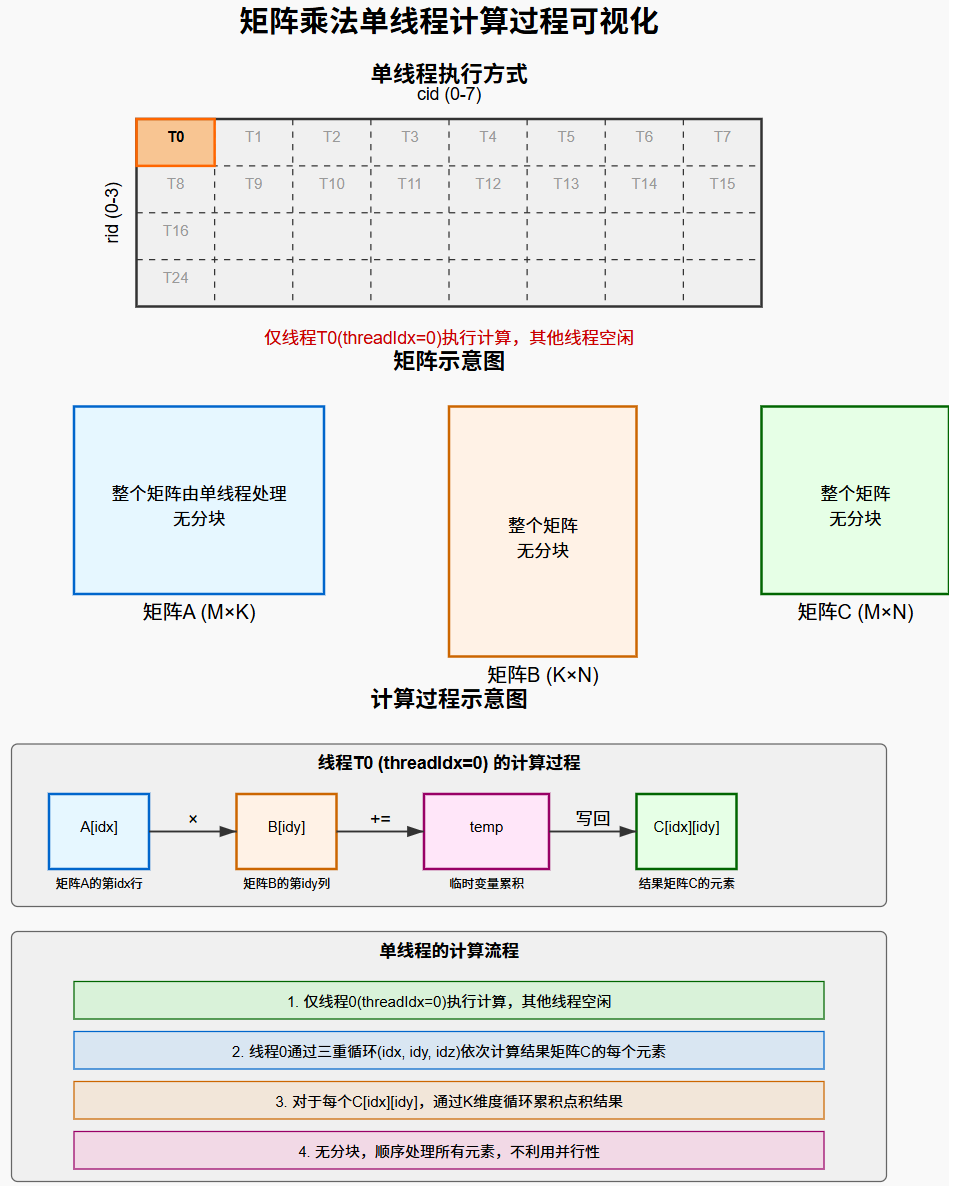 矩阵乘法单线程计算过程可视化
单线程执行方式
cid (0-7)
T0 T1 T2 T3 T4 T5 T6 T7
rid (0-3)
T8 T9 T10 T11 T12 T13 T14 T15
T16
T24
仅线程T0(threadIdx=0)执行计算，其他线程空闲
矩阵示意图
整个矩阵由单线程处理
无分块
矩阵A (M×K)
整个矩阵
无分块
矩阵B (K×N)
整个矩阵
无分块
矩阵C (M×N)
计算过程示意图
线程T0 (threadIdx=0) 的计算过程
A[idx] × B[idy] += temp 写回 C[idx][idy]
矩阵A的第idx行 矩阵B的第idy列 临时变量累积 结果矩阵C的元素
单线程的计算流程
1. 仅线程0(threadIdx=0)执行计算，其他线程空闲
2. 线程0通过三重循环(idx, idy, idz)依次计算结果矩阵C的每个元素
3. 对于每个C[idx][idy]，通过K维度循环累积点积结果
4. 无分块，顺序处理所有元素，不利用并行性